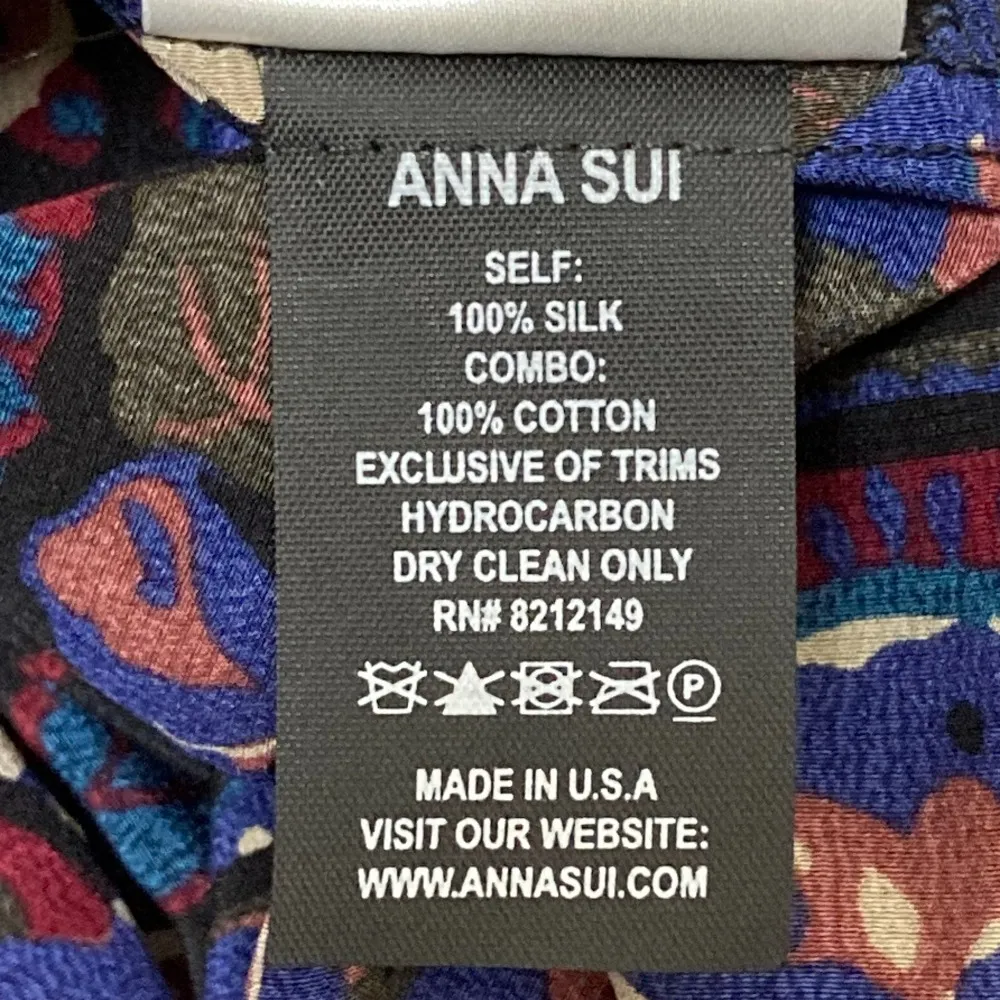 ANNA SUI
SELF:
100% SILK
COMBO:
100% COTTON
EXCLUSIVE OF TRIMS
HYDROCARBON
DRY CLEAN ONLY
RN# 8212149
P
MADE IN U.S.A
VISIT OUR WEBSITE:
WWW.ANNASUI.COM